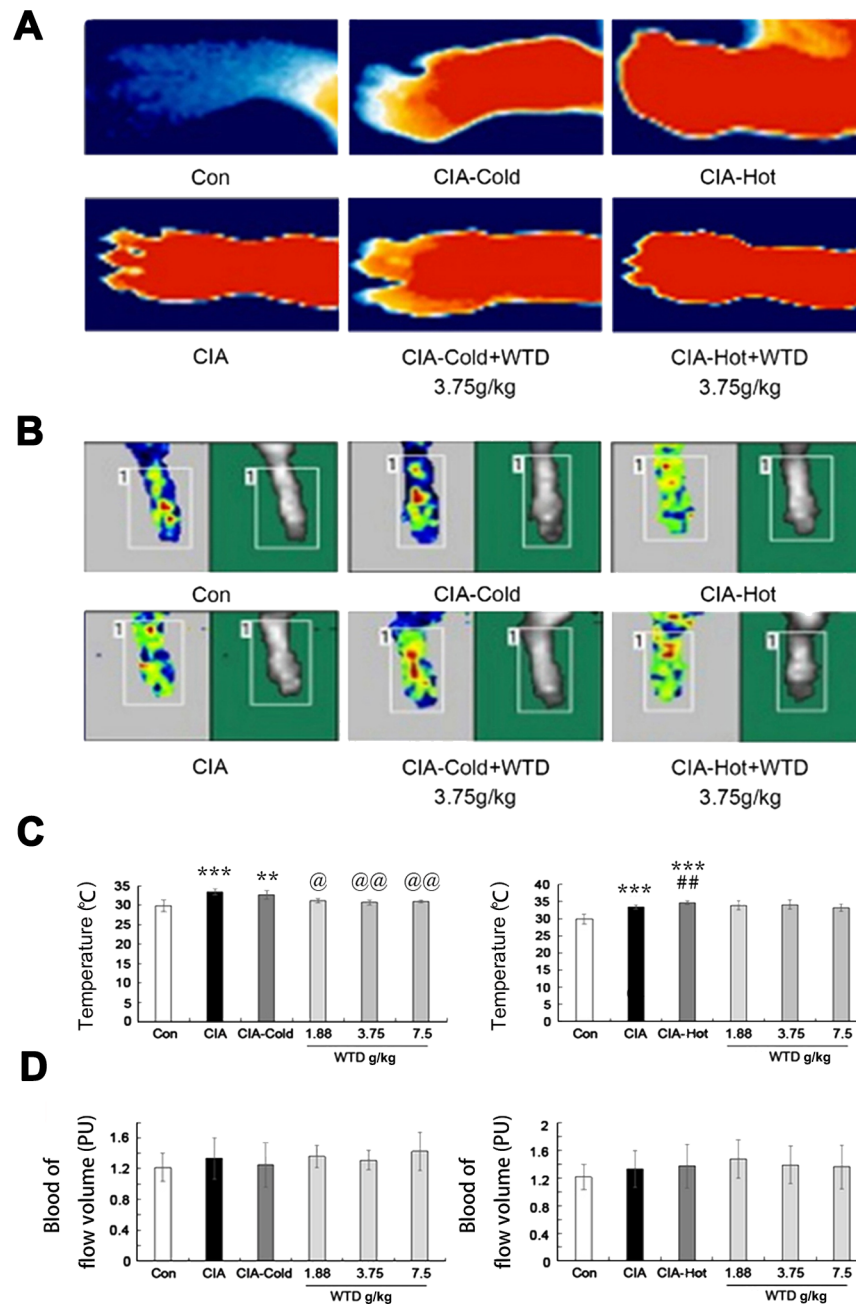 A
Con
CIA-Cold
CIA-Hot
CIA
CIA-Cold+WTD
3.75g/kg
CIA-Hot+WTD
3.75g/kg
B
1
1
1
1
1
1
Con
CIA-Cold
CIA-Hot
1
1
1
1
1
1
CIA
CIA-Cold+WTD
3.75g/kg
CIA-Hot+WTD
3.75g/kg
C
Temperature (℃)
35
30
25
20
15
10
5
0
***
**
@
@@
@@
Con
CIA
CIA-Cold
1.88
3.75
7.5
WTD g/kg
Temperature (℃)
40
35
30
25
20
15
10
5
0
***
***
##
Con
CIA
CIA-Hot
1.88
3.75
7.5
WTD g/kg
D
Blood of
flow volume (PU)
1.6
1.2
0.8
0.4
0
Con
CIA
CIA-Cold
1.88
3.75
7.5
WTD g/kg
Blood of
flow volume (PU)
2
1.6
1.2
0.8
0.4
0
Con
CIA
CIA-Hot
1.88
3.75
7.5
WTD g/kg